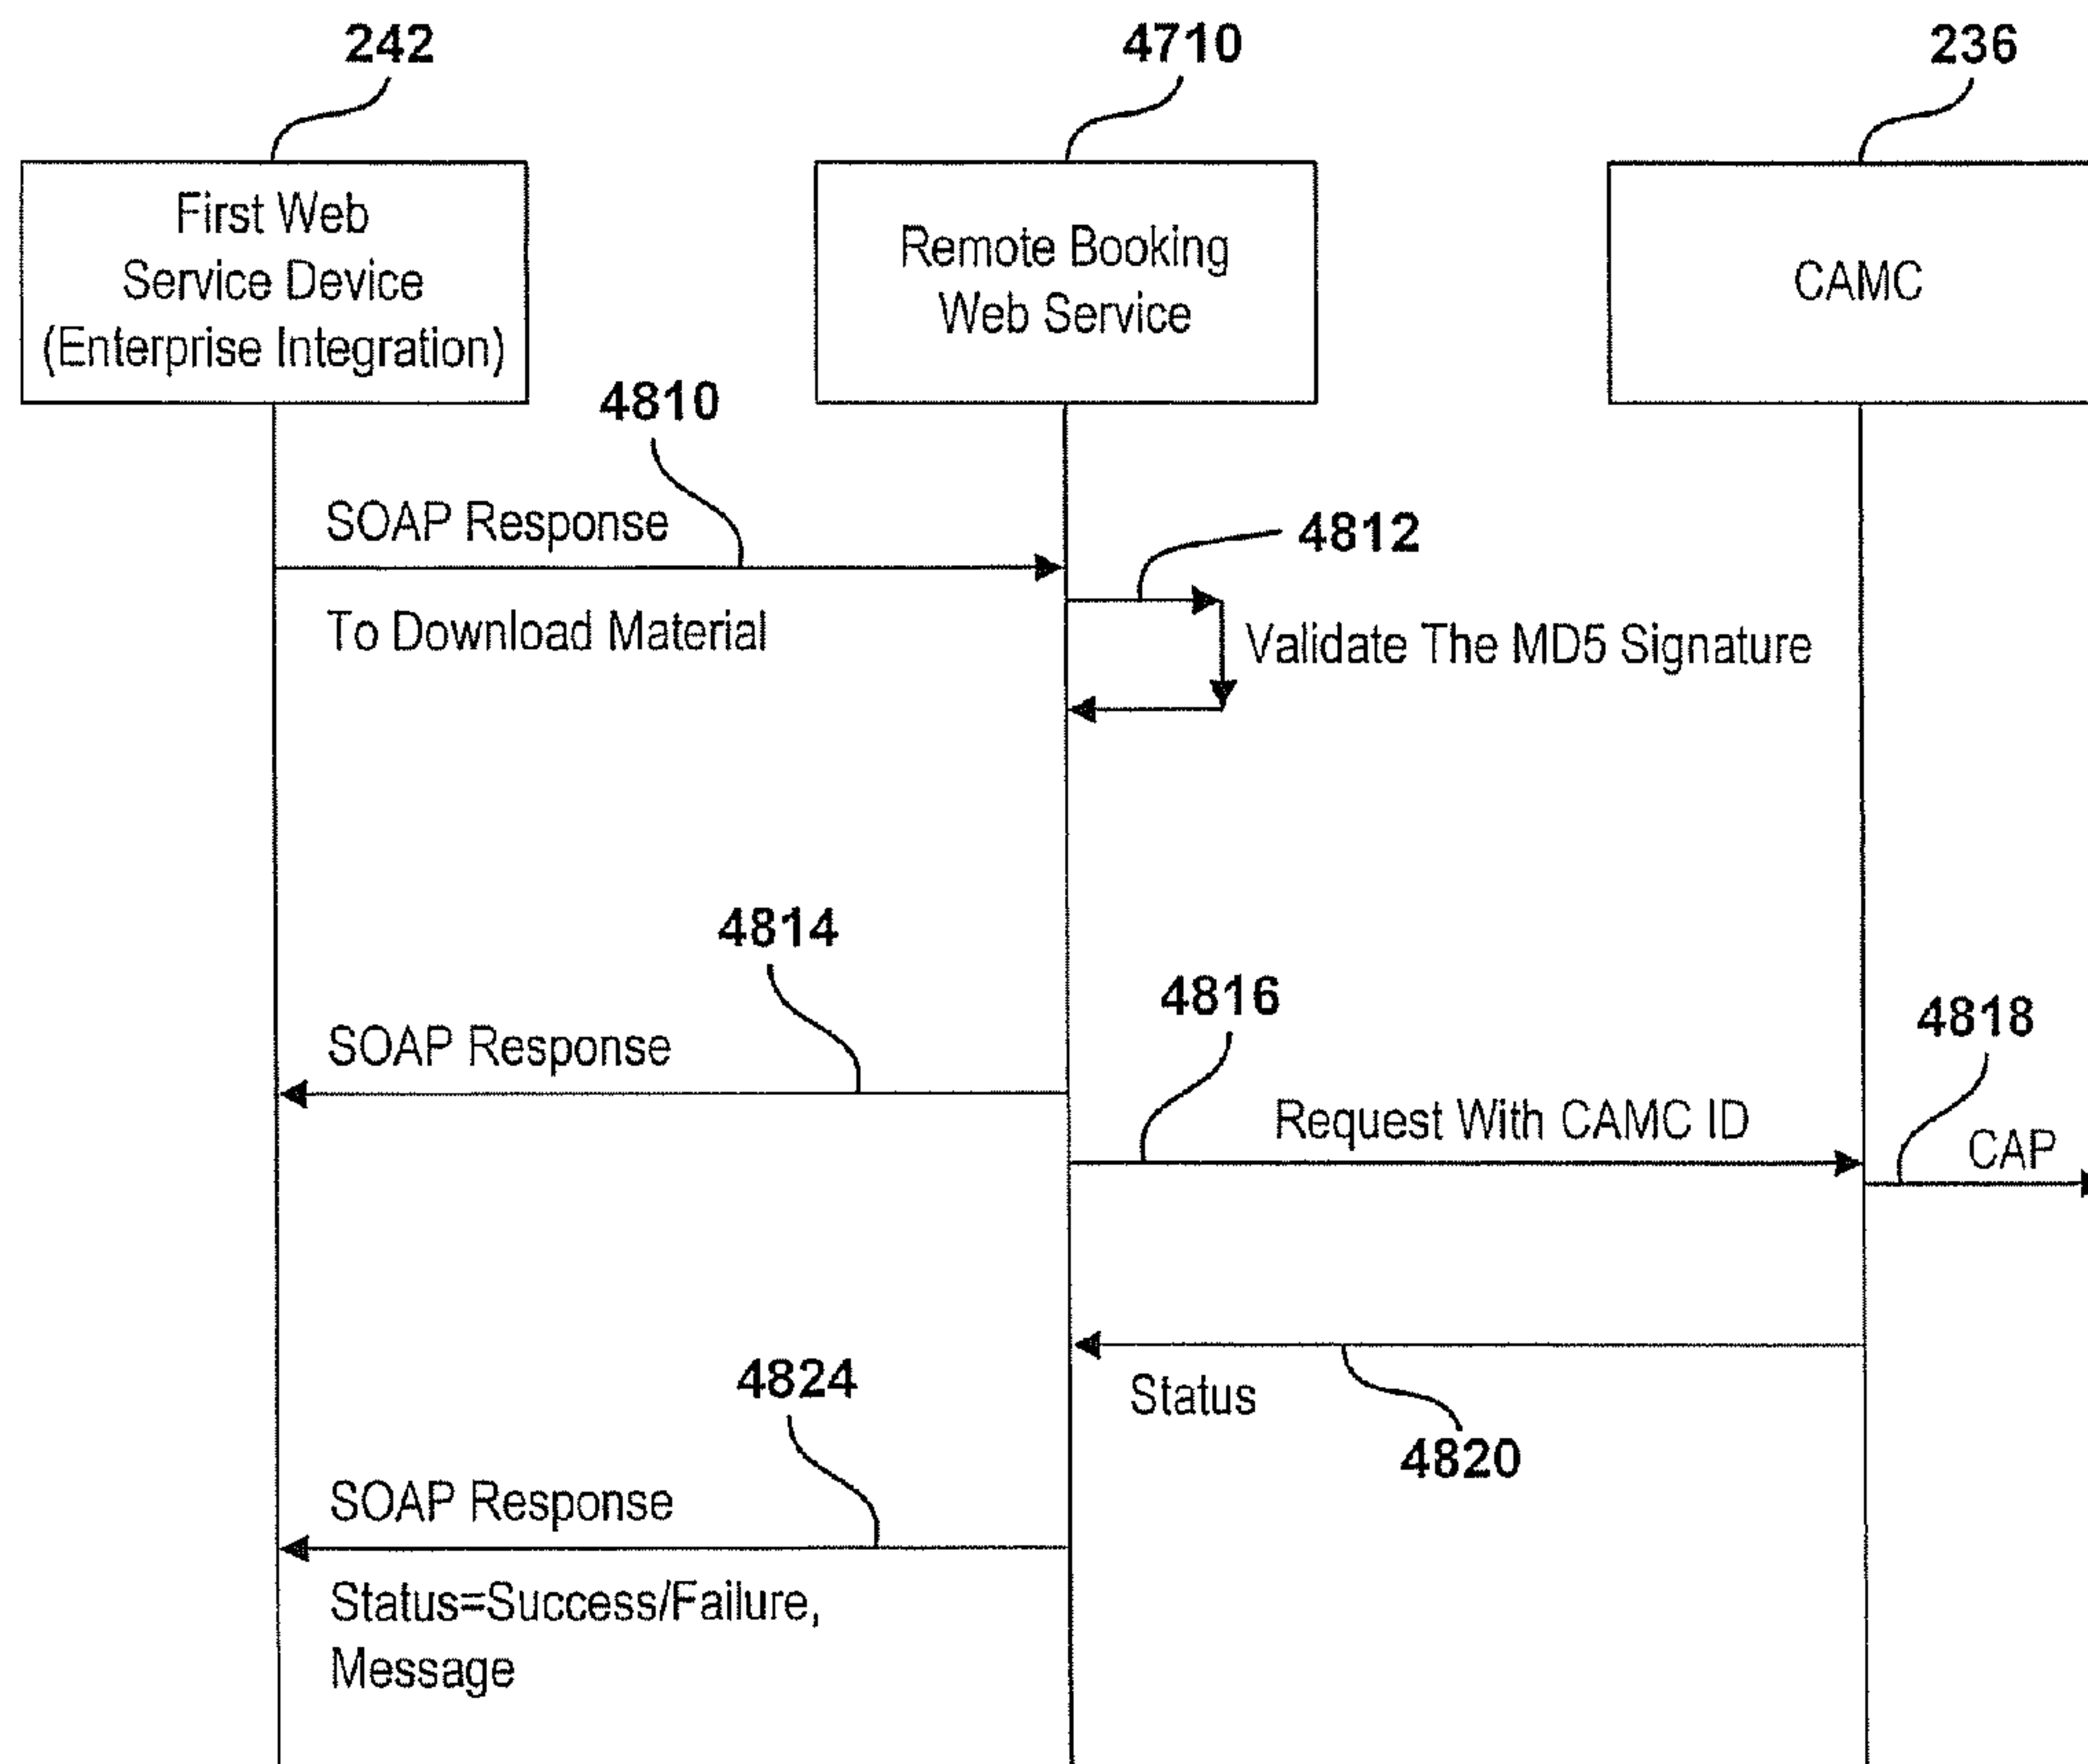 242
4710
236
First Web
Service Device
(Enterprise Integration)
Remote Booking
Web Service
CAMC
4810
SOAP Response
To Download Material
4812
Validate The MD5 Signature
4814
SOAP Response
4816
Request With CAMC ID
4818
CAP
4820
Status
4824
SOAP Response
Status=Success/Failure,
Message